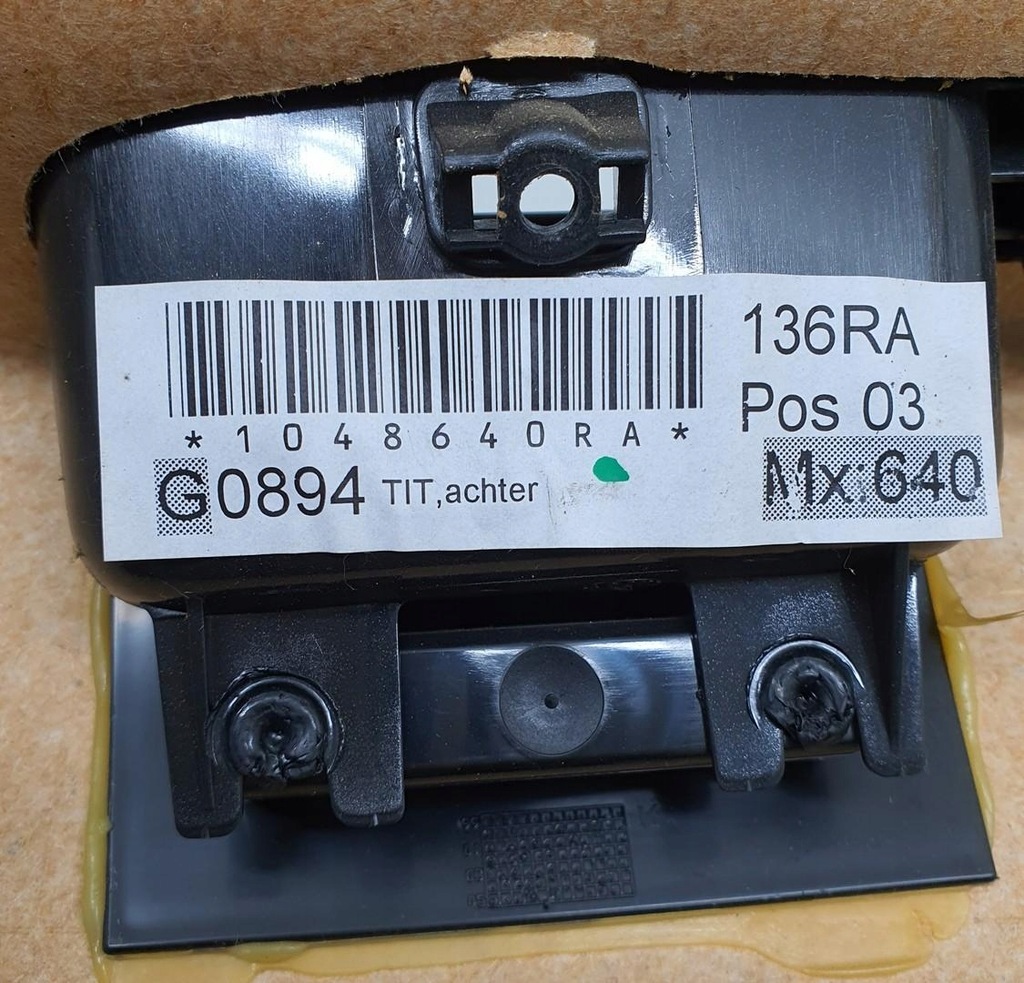 136RA
*1048640RA*
Pos 03
G0894 TIT,achter
Mx:640